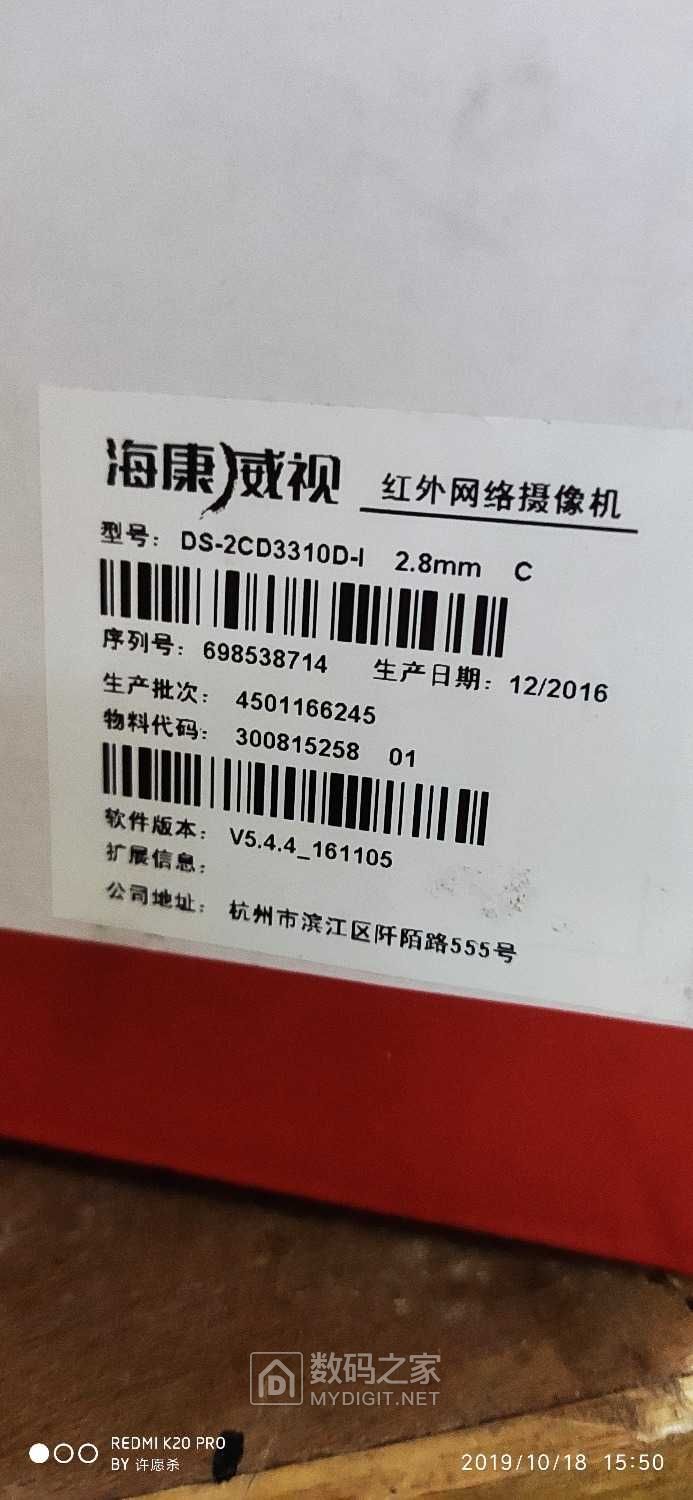 海康威视 红外网络摄像机
型号： DS-2CD3310D-I 2.8mm C
序列号： 698538714 生产日期： 12/2016
生产批次： 4501166245
物料代码： 300815258 01
软件版本： V5.4.4_161105
扩展信息：
公司地址： 杭州市滨江区阡陌路555号
数码之家
MYDIGIT.NET
REDMI K20 PRO
BY 许愿杀
2019/10/18 15:50